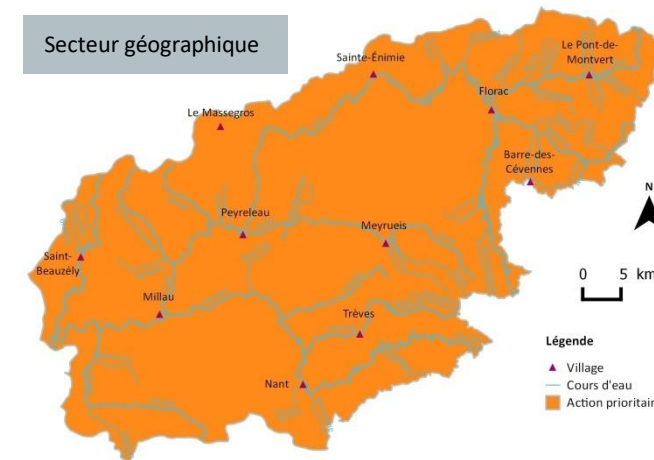 Secteur géographique
Sainte-Énimie
Le Pont-de-
Montvert
Florac
Le Massegros
Barre-des-
Cévennes
N
Peyreleau
Meyrueis
Saint-
Beauzély
0 5 km
Millau
Trèves
Légende
Village
Nant
Cours d'eau
Action prioritair